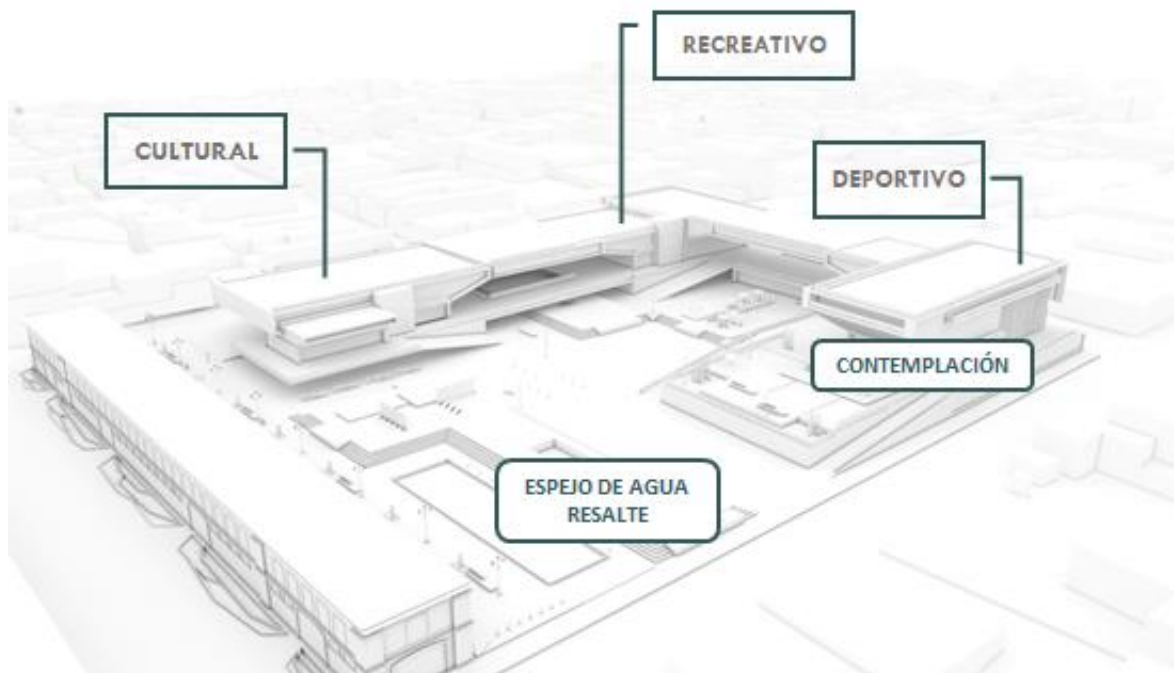 RECREATIVO
CULTURAL
DEPORTIVO
CONTEMPLACIÓN
ESPEJO DE AGUA
RESALTE